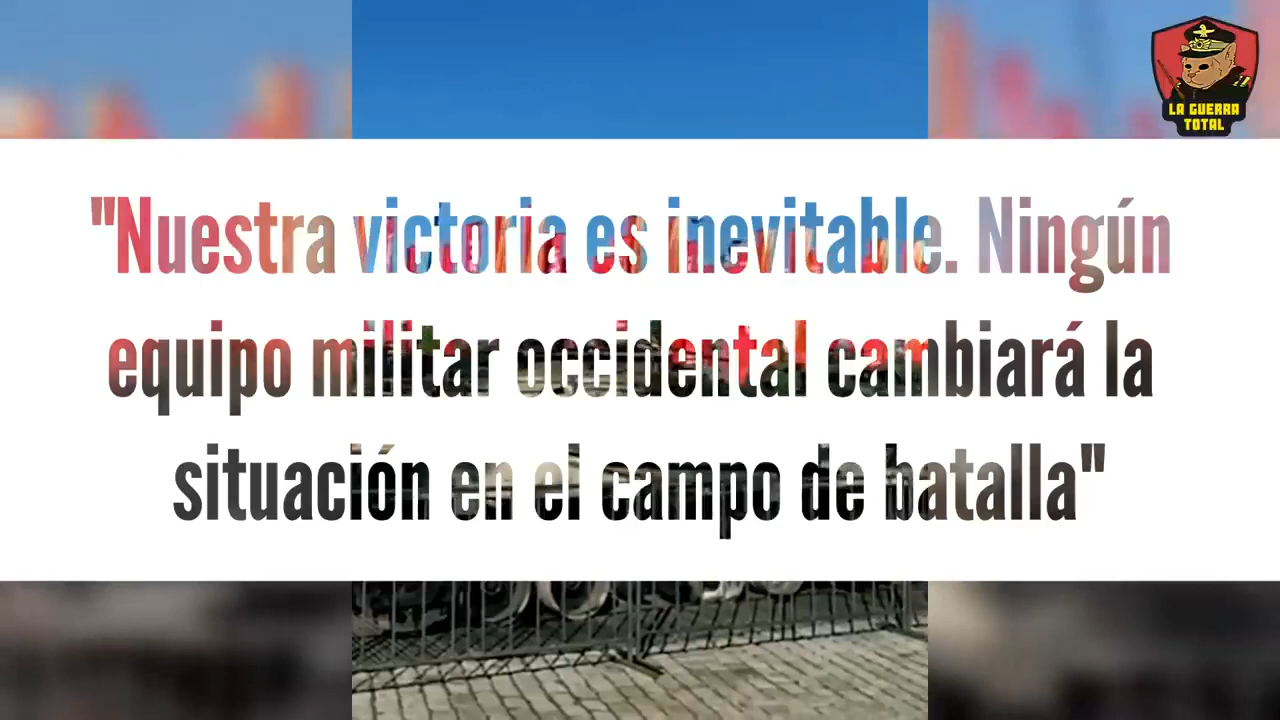 LA GUERRA
TOTAL
"Nuestra victoria es inevitable. Ningún
equipo militar occidental cambiará la
situación en el campo de batalla"